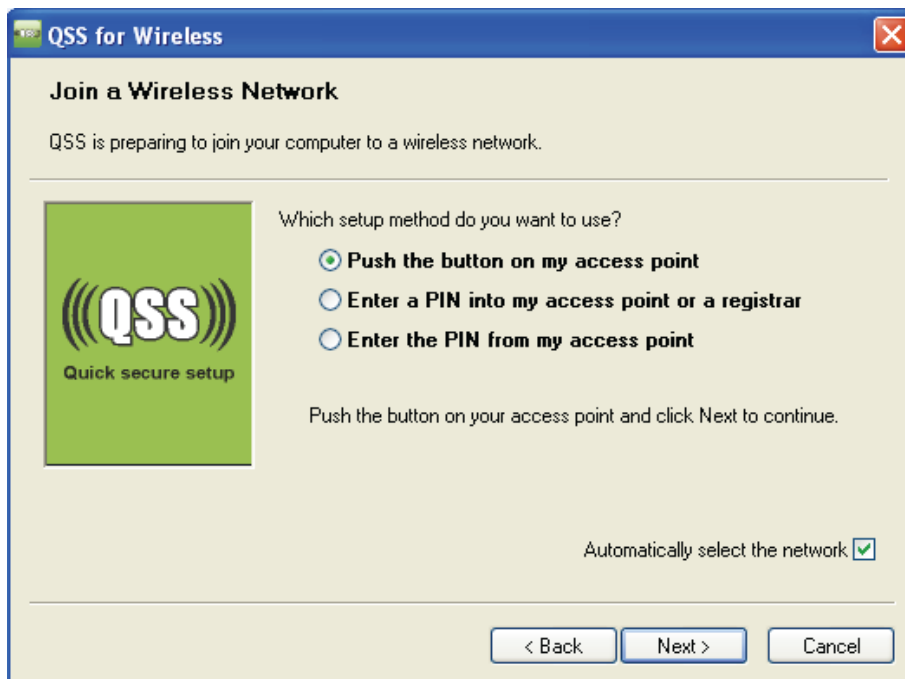 QSS for Wireless
Join a Wireless Network
QSS is preparing to join your computer to a wireless network.
Which setup method do you want to use?
Push the button on my access point
Enter a PIN into my access point or a registrar
Enter the PIN from my access point
(((QSS)))
Quick secure setup
Push the button on your access point and click Next to continue.
Automatically select the network
< Back
Next >
Cancel